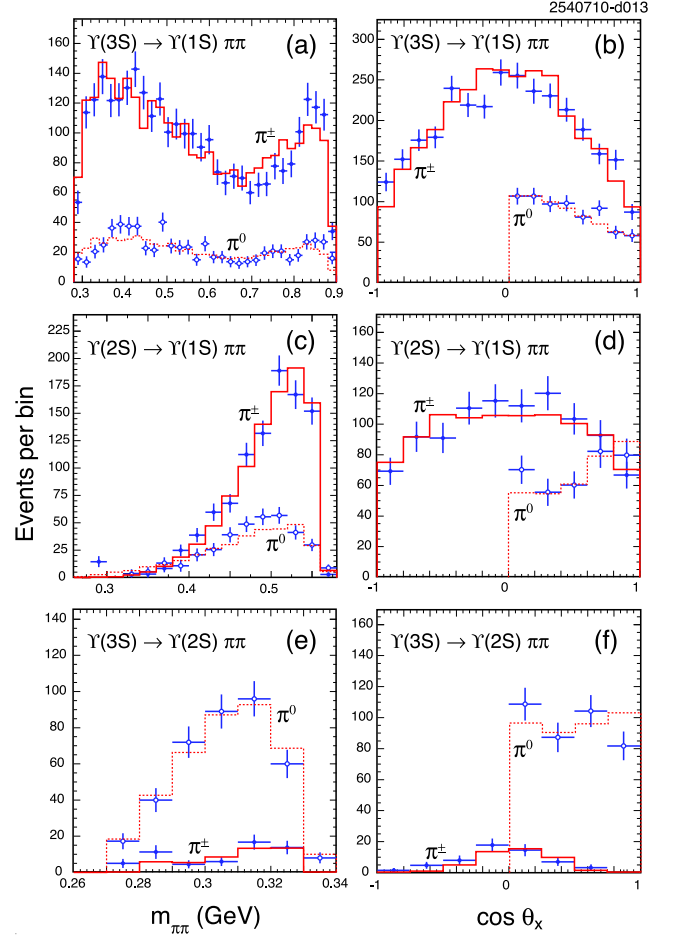 2540710-d013
ϒ(3S) → ϒ(1S) ππ (a)
ϒ(3S) → ϒ(1S) ππ (b)
160
140
120
100
80
60
40
20
0
π±
π⁰
0.3 0.4 0.5 0.6 0.7 0.8 0.9
300
250
200
150
100
50
0
π±
π⁰
-1 0 1
Events per bin
ϒ(2S) → ϒ(1S) ππ (c)
ϒ(2S) → ϒ(1S) ππ (d)
225
200
175
150
125
100
75
50
25
0
π±
π⁰
0.3 0.4 0.5
160
140
120
100
80
60
40
20
0
π±
π⁰
-1 0 1
ϒ(3S) → ϒ(2S) ππ (e)
ϒ(3S) → ϒ(2S) ππ (f)
140
120
100
80
60
40
20
0
π⁰
π±
0.26 0.28 0.3 0.32 0.34
mππ (GeV)
140
120
100
80
60
40
20
0
π⁰
π±
-1 0 1
cos θx